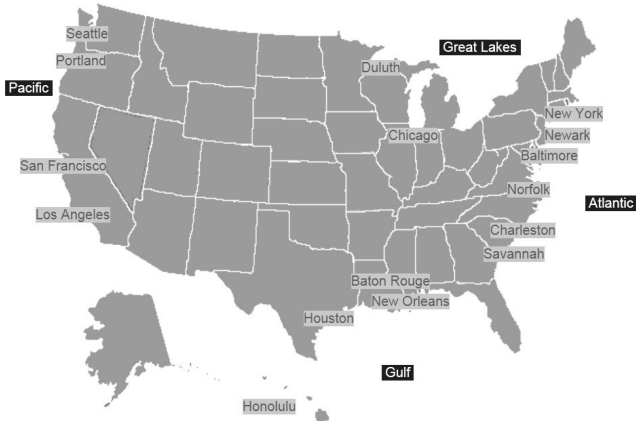 Seattle
Great Lakes
Portland
Duluth
Pacific
New York
Chicago
Newark
Baltimore
San Francisco
Norfolk
Atlantic
Los Angeles
Charleston
Savannah
Baton Rouge
New Orleans
Houston
Gulf
Honolulu